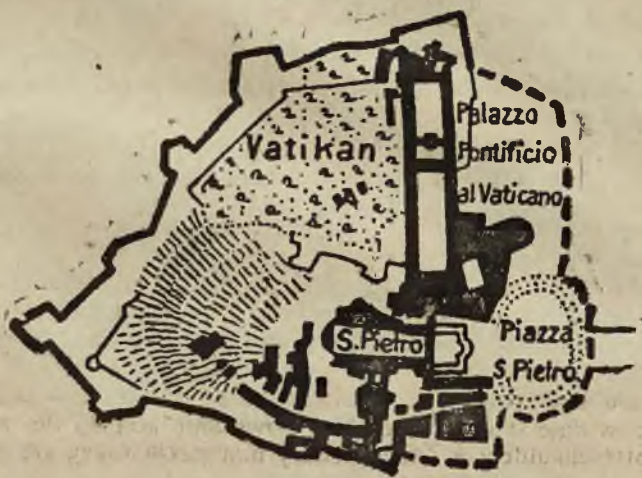 Palazzo
Pontificio
al Vaticano
Vatikan
S. Pietro
Piazza
S. Pietro